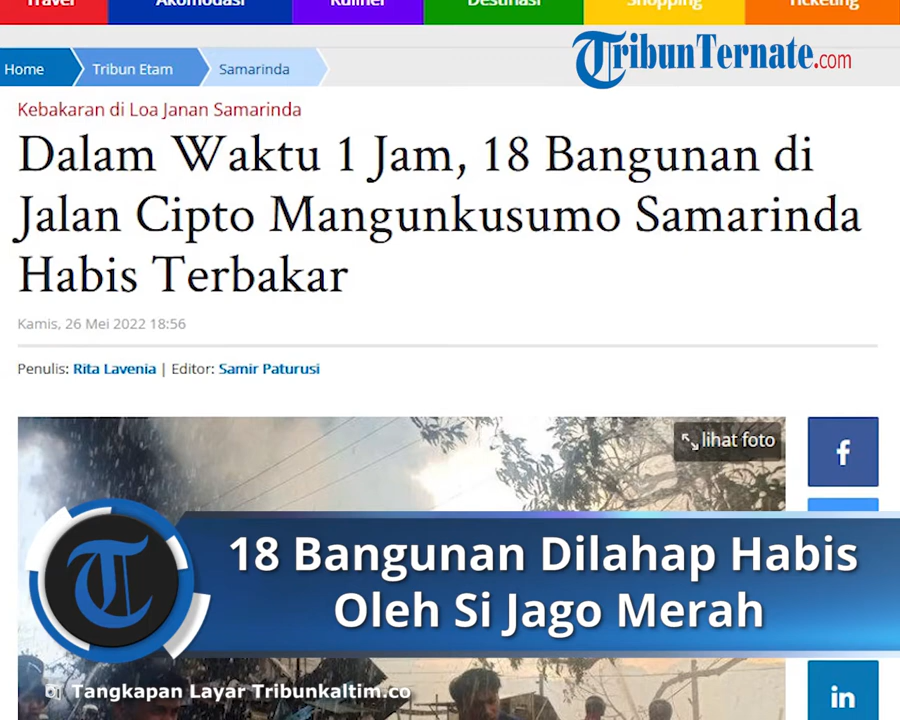 Travel Akomodasi Kuliner Destinasi Shopping Ticketing
TribunTernate.com
Home Tribun Etam Samarinda
Kebakaran di Loa Janan Samarinda
Dalam Waktu 1 Jam, 18 Bangunan di
Jalan Cipto Mangunkusumo Samarinda
Habis Terbakar
Kamis, 26 Mei 2022 18:56
Penulis: Rita Lavenia | Editor: Samir Paturusi
lihat foto
f
T
18 Bangunan Dilahap Habis
Oleh Si Jago Merah
Tangkapan Layar Tribunkaltim.co
in